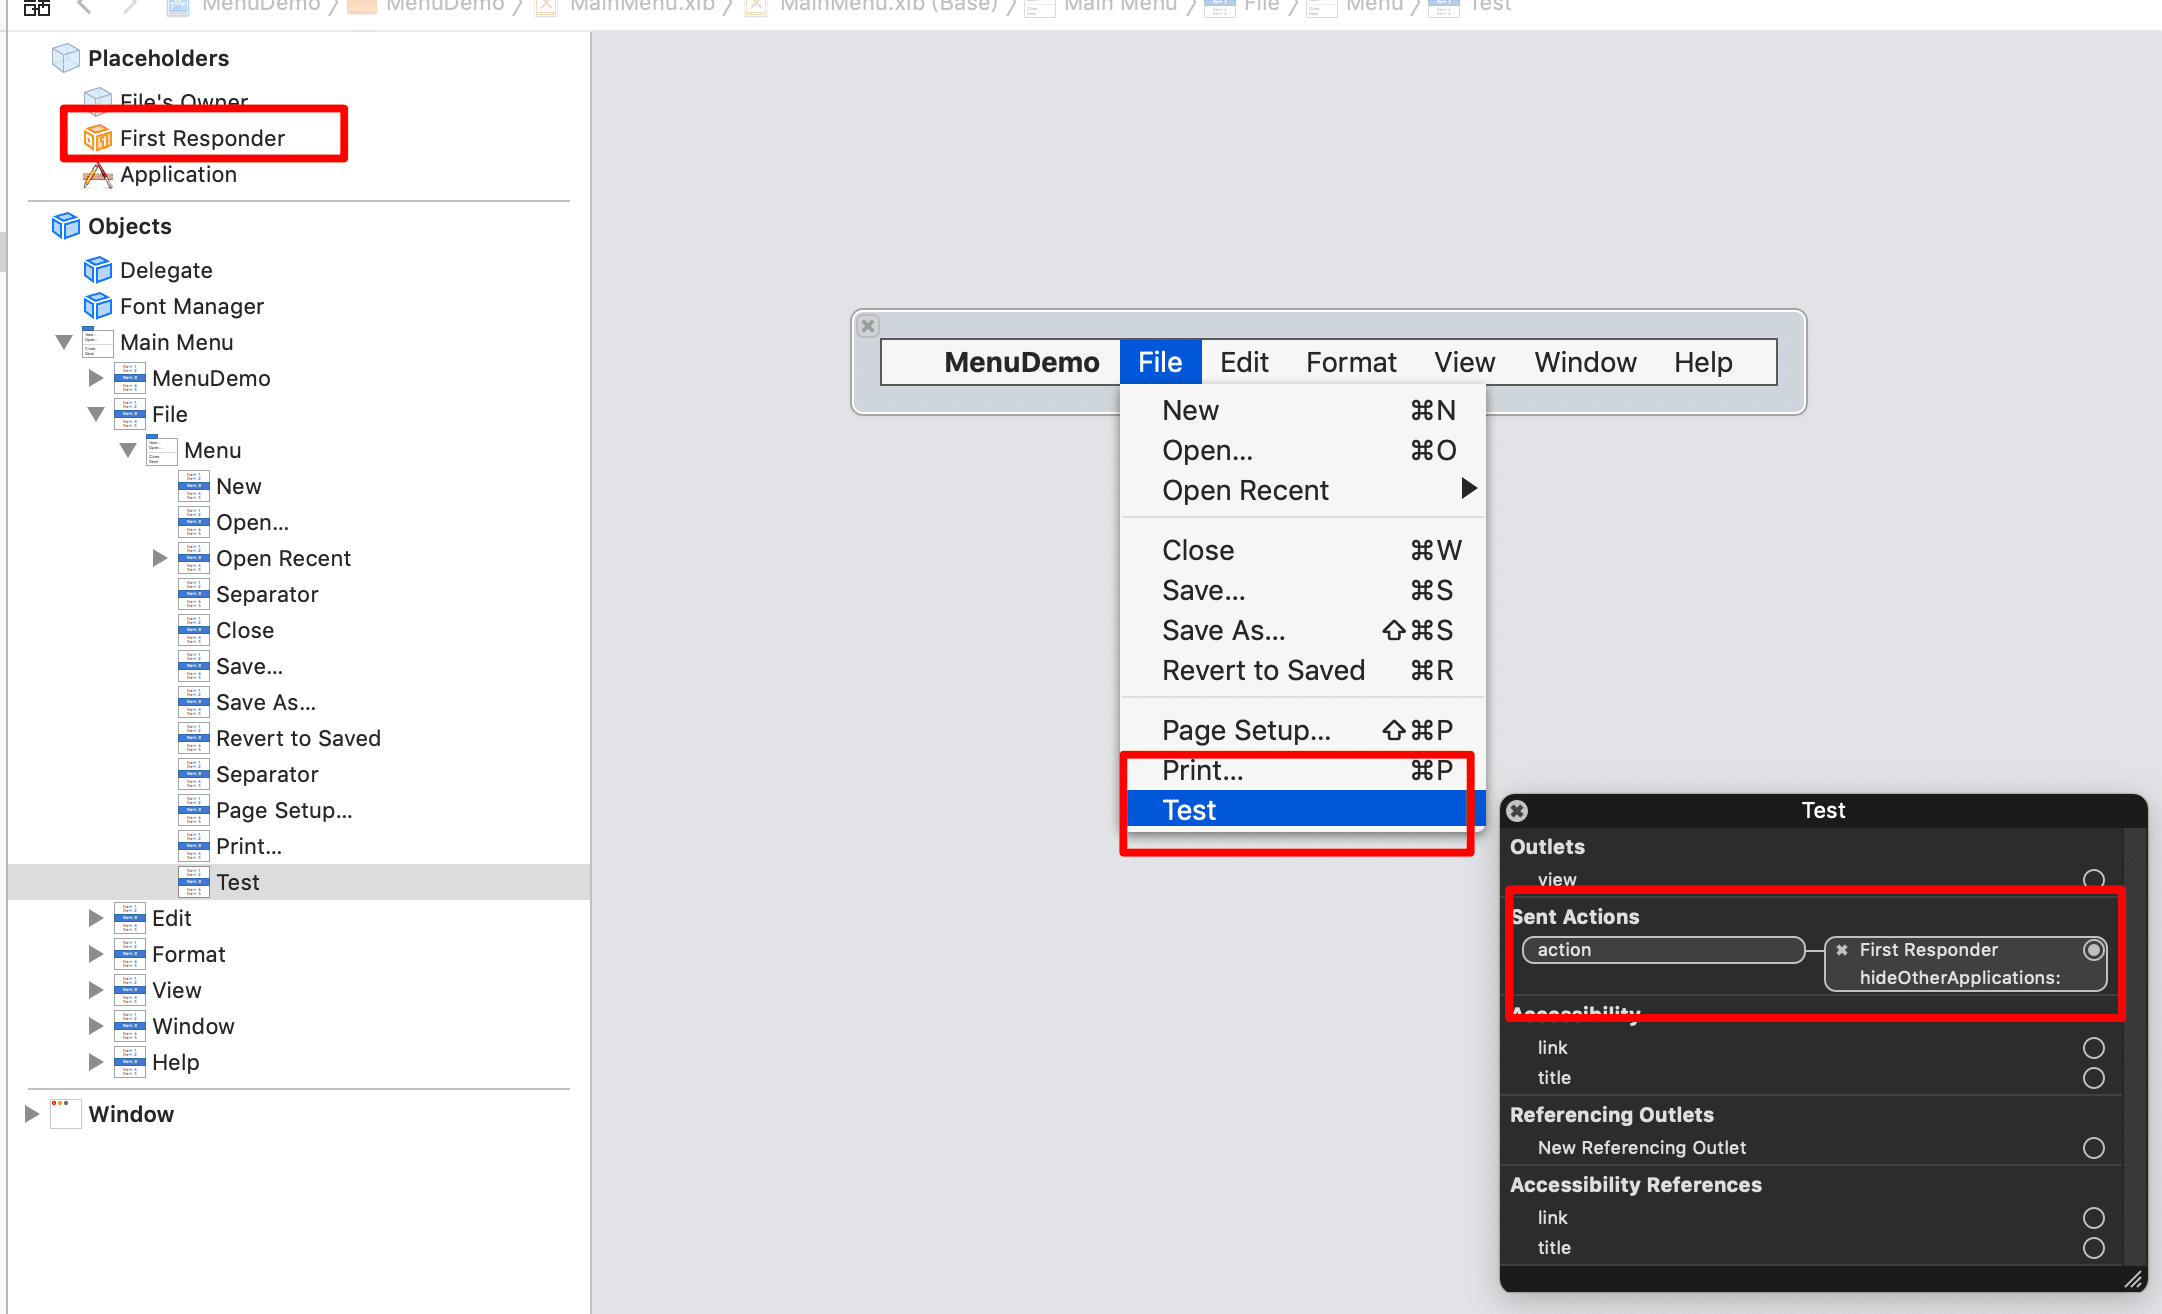 MenuDemo
MenuDemo
MainMenu.xib
MainMenu.xib (Base)
Main Menu
File
Menu
Test
Placeholders
File's Owner
First Responder
Application
Objects
Delegate
Font Manager
Main Menu
MenuDemo
File
Menu
New
Open...
Open Recent
Separator
Close
Save...
Save As...
Revert to Saved
Separator
Page Setup...
Print...
Test
Edit
Format
View
Window
Help
Window
MenuDemo File Edit Format View Window Help
New ⌘N
Open... ⌘O
Open Recent ▶
Close ⌘W
Save... ⌘S
Save As... ⇧⌘S
Revert to Saved ⌘R
Page Setup... ⇧⌘P
Print... ⌘P
Test
Test
Outlets
view
Sent Actions
action
First Responder
hideOtherApplications:
Accessibility
link
title
Referencing Outlets
New Referencing Outlet
Accessibility References
link
title